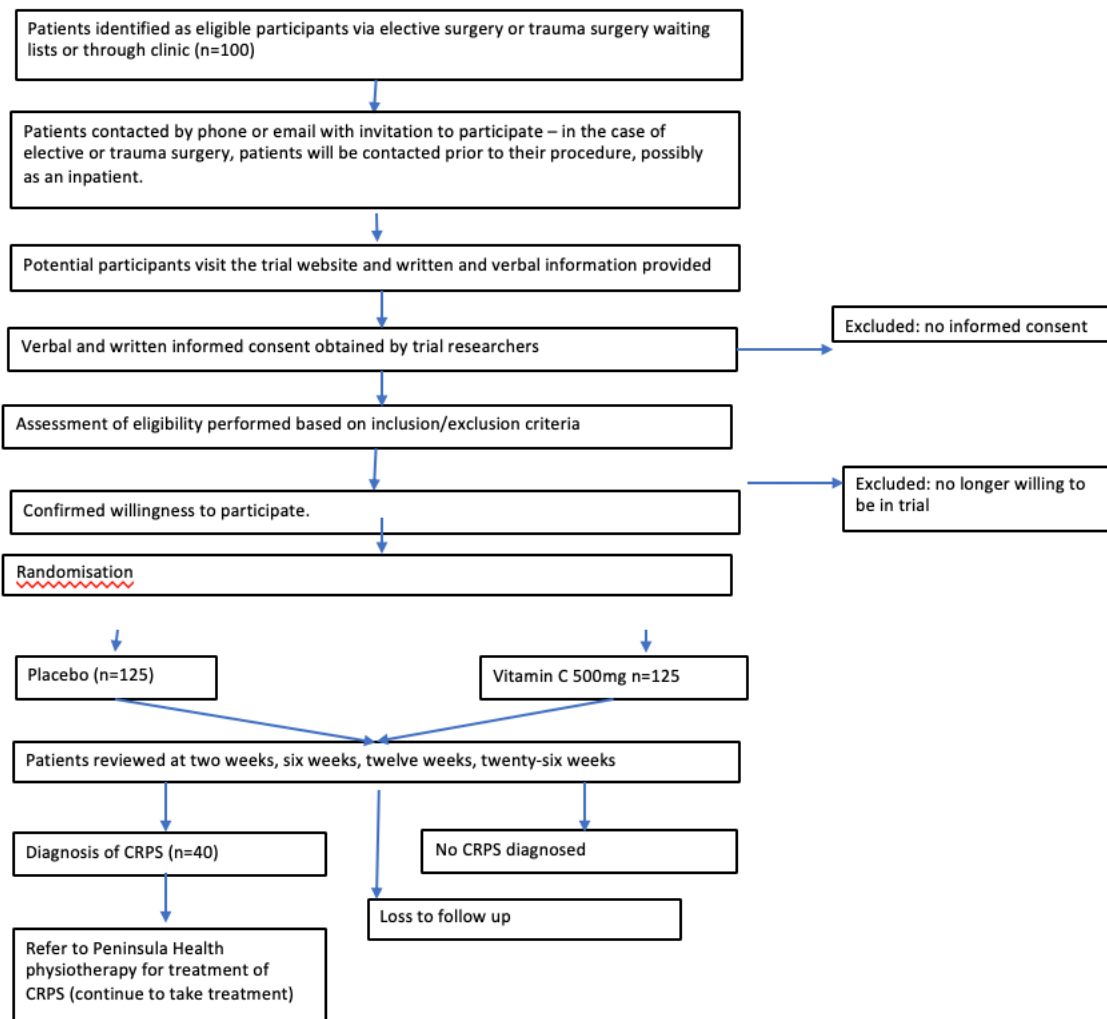 Patients identified as eligible participants via elective surgery or trauma surgery waiting
lists or through clinic (n=100)
Patients contacted by phone or email with invitation to participate – in the case of
elective or trauma surgery, patients will be contacted prior to their procedure, possibly
as an inpatient.
Potential participants visit the trial website and written and verbal information provided
Verbal and written informed consent obtained by trial researchers
Excluded: no informed consent
Assessment of eligibility performed based on inclusion/exclusion criteria
Confirmed willingness to participate.
Excluded: no longer willing to
be in trial
Randomisation
Placebo (n=125)
Vitamin C 500mg n=125
Patients reviewed at two weeks, six weeks, twelve weeks, twenty-six weeks
Diagnosis of CRPS (n=40)
No CRPS diagnosed
Loss to follow up
Refer to Peninsula Health
physiotherapy for treatment of
CRPS (continue to take treatment)